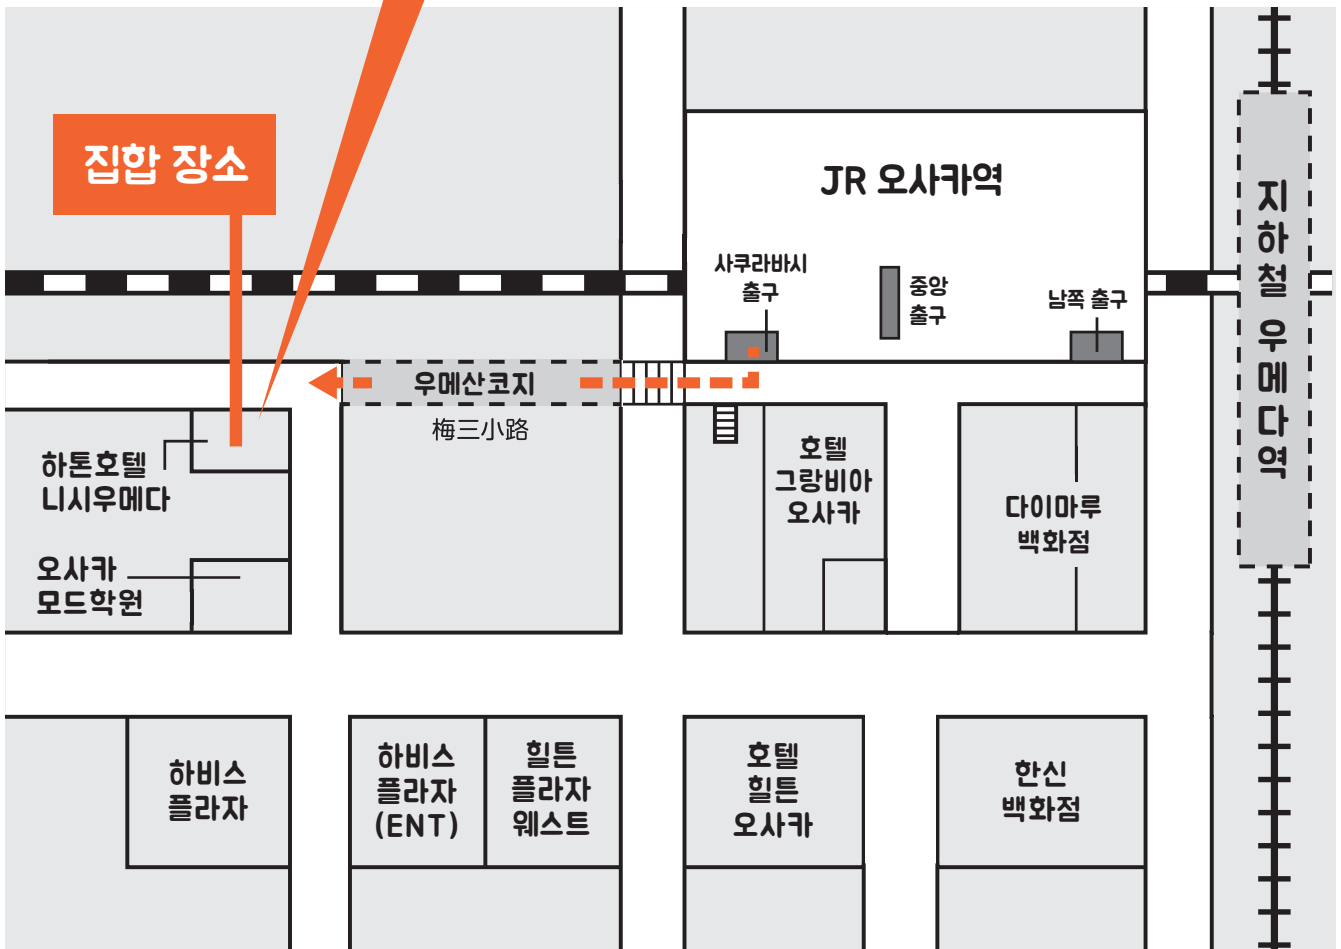 집합 장소
JR 오사카역
사쿠라바시
출구
중앙
출구
남쪽 출구
지하철 우메다역
우메산코지
梅三小路
하톤호텔
니시우메다
오사카
모드학원
호텔
그랑비아
오사카
다이마루
백화점
하비스
플라자
하비스
플라자
(ENT)
힐튼
플라자
웨스트
호텔
힐튼
오사카
한신
백화점